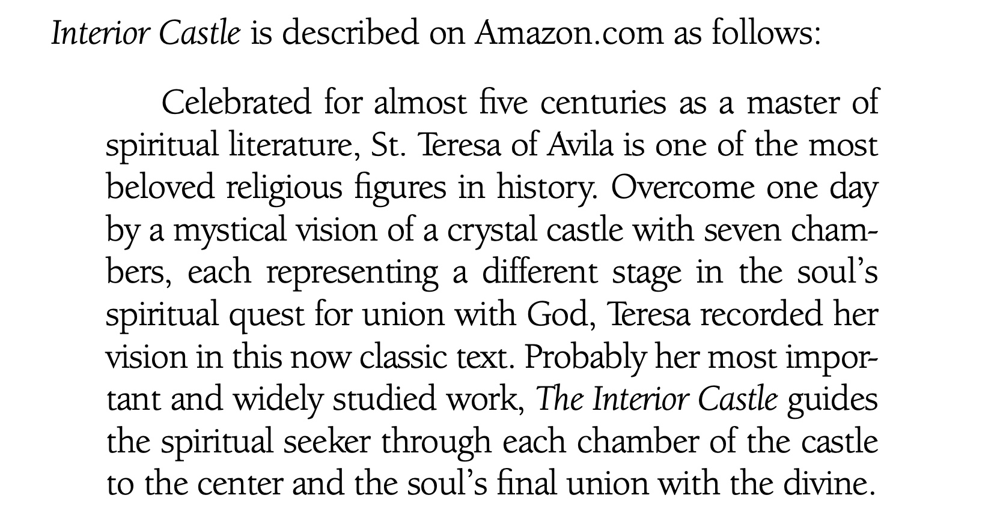 Interior Castle is described on Amazon.com as follows:
Celebrated for almost five centuries as a master of
spiritual literature, St. Teresa of Avila is one of the most
beloved religious figures in history. Overcome one day
by a mystical vision of a crystal castle with seven cham-
bers, each representing a different stage in the soul’s
spiritual quest for union with God, Teresa recorded her
vision in this now classic text. Probably her most impor-
tant and widely studied work, The Interior Castle guides
the spiritual seeker through each chamber of the castle
to the center and the soul’s final union with the divine.